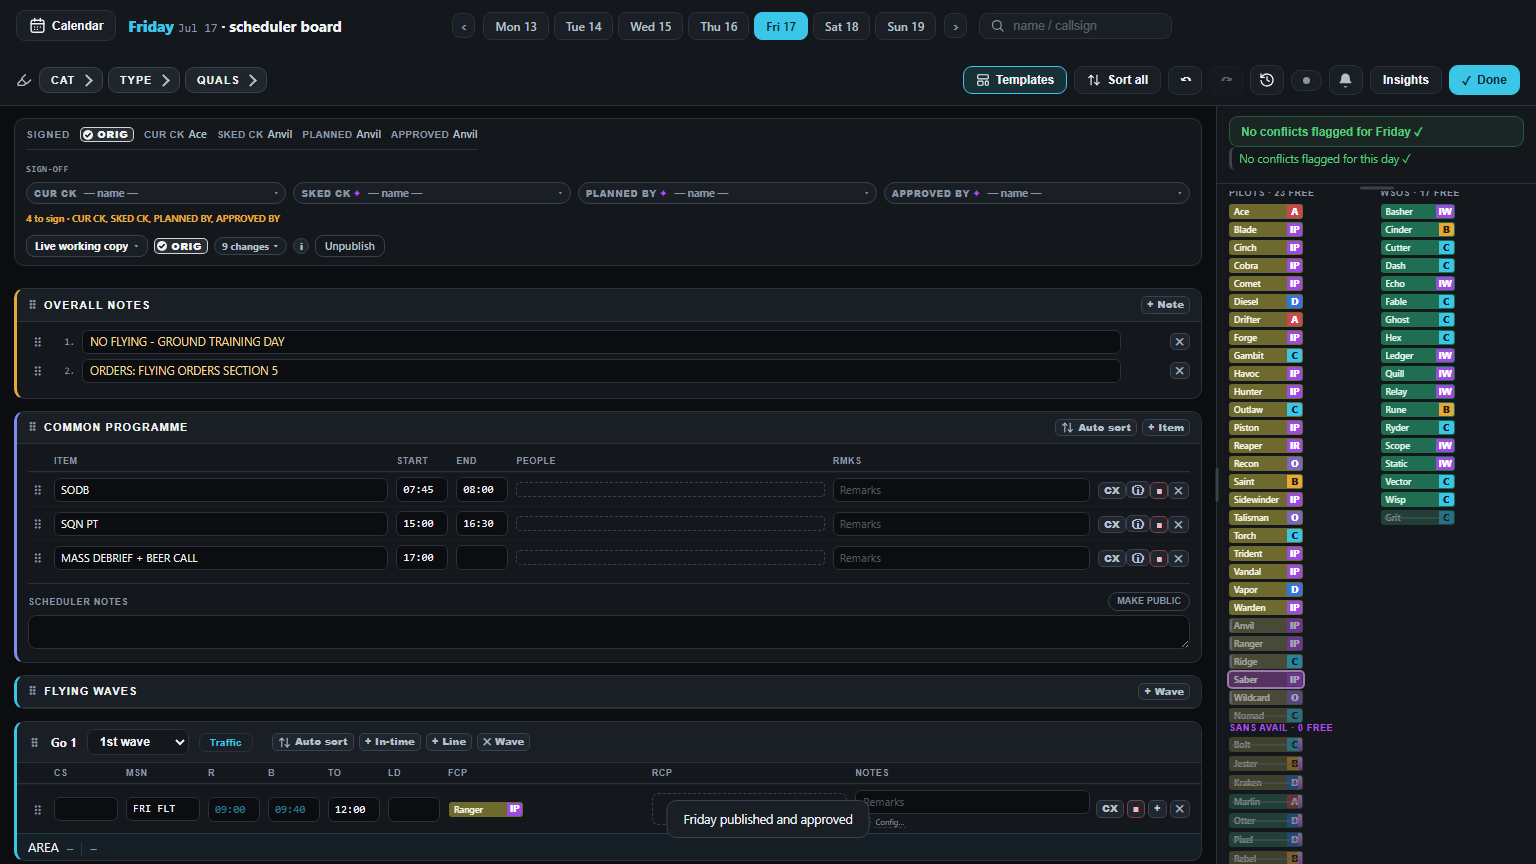 Calendar Friday Jul 17 · scheduler board ‹ Mon 13 Tue 14 Wed 15 Thu 16 Fri 17 Sat 18 Sun 19 › name / callsign
CAT TYPE QUALS Templates Sort all Insights ✓ Done
SIGNED ORIG CUR CK Ace SKED CK Anvil PLANNED Anvil APPROVED Anvil
SIGN-OFF
CUR CK — name — SKED CK ✦ — name — PLANNED BY ✦ — name — APPROVED BY ✦ — name —
4 to sign · CUR CK, SKED CK, PLANNED BY, APPROVED BY
Live working copy ORIG 9 changes i Unpublish
OVERALL NOTES + Note
1. NO FLYING - GROUND TRAINING DAY ✕
2. ORDERS: FLYING ORDERS SECTION 5 ✕
COMMON PROGRAMME Auto sort + Item
ITEM START END PEOPLE RMKS
SODB 07:45 08:00 Remarks CX ✕
SQN PT 15:00 16:30 Remarks CX ✕
MASS DEBRIEF + BEER CALL 17:00 Remarks CX ✕
SCHEDULER NOTES MAKE PUBLIC
FLYING WAVES + Wave
Go 1 1st wave Traffic Auto sort + In-time + Line ✕ Wave
CS MSN R B TO LD FCP RCP NOTES
FRI FLT 09:00 09:40 12:00 Ranger IP Remarks CX + ✕
Config...
AREA – –
Friday published and approved
No conflicts flagged for Friday ✓
No conflicts flagged for this day ✓
PILOTS · 23 FREE
Ace A
Blade IP
Cinch IP
Cobra IP
Comet IP
Diesel D
Drifter A
Forge IP
Gambit C
Havoc IP
Hunter IP
Outlaw C
Piston IP
Reaper IR
Recon O
Saint B
Sidewinder IP
Talisman O
Torch C
Trident IP
Vandal IP
Vapor D
Warden IP
Anvil IP
Ranger IP
Ridge C
Saber IP
Wildcard O
Nomad C
SANS AVAIL · 0 FREE
Bolt C
Jester B
Kraken D
Marlin A
Otter D
Pixel D
Rebel B
WSOS · 17 FREE
Basher IW
Cinder B
Cutter C
Dash C
Echo IW
Fable C
Ghost C
Hex C
Ledger IW
Quill IW
Relay IW
Rune B
Ryder C
Scope IW
Static IW
Vector C
Wisp C
Grit C